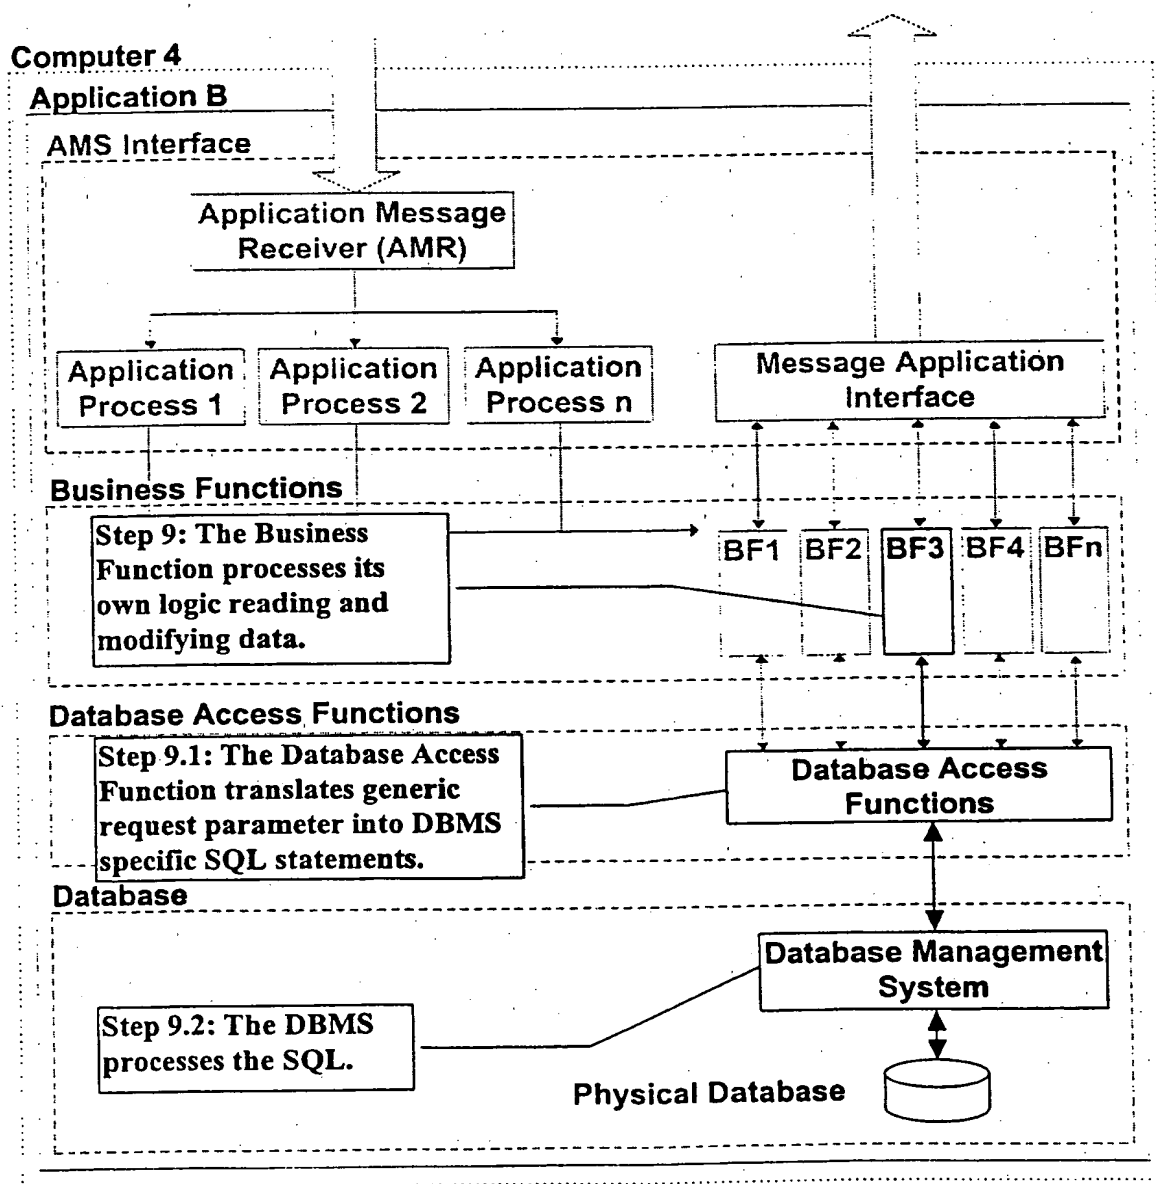 Computer 4
Application B
AMS Interface
Application Message
Receiver (AMR)
Application
Process 1
Application
Process 2
Application
Process n
Message Application
Interface
Business Functions
Step 9: The Business
Function processes its
own logic reading and
modifying data.
BF1
BF2
BF3
BF4
BFn
Database Access Functions
Step 9.1: The Database Access
Function translates generic
request parameter into DBMS
specific SQL statements.
Database Access
Functions
Database
Database Management
System
Step 9.2: The DBMS
processes the SQL.
Physical Database